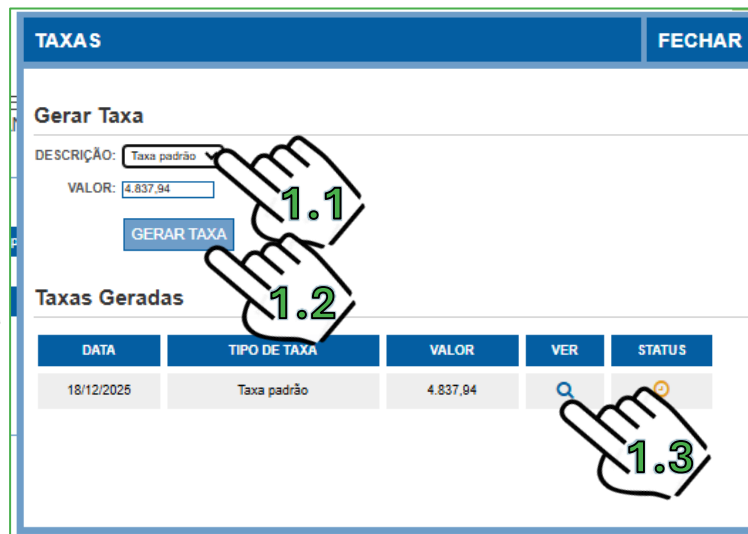 TAXAS FECHAR
Gerar Taxa
DESCRIÇÃO: Taxa padrão
1.1
VALOR: 4.837,94
GERAR TAXA
1.2
Taxas Geradas
DATA TIPO DE TAXA VALOR VER STATUS
18/12/2025 Taxa padrão 4.837,94
1.3